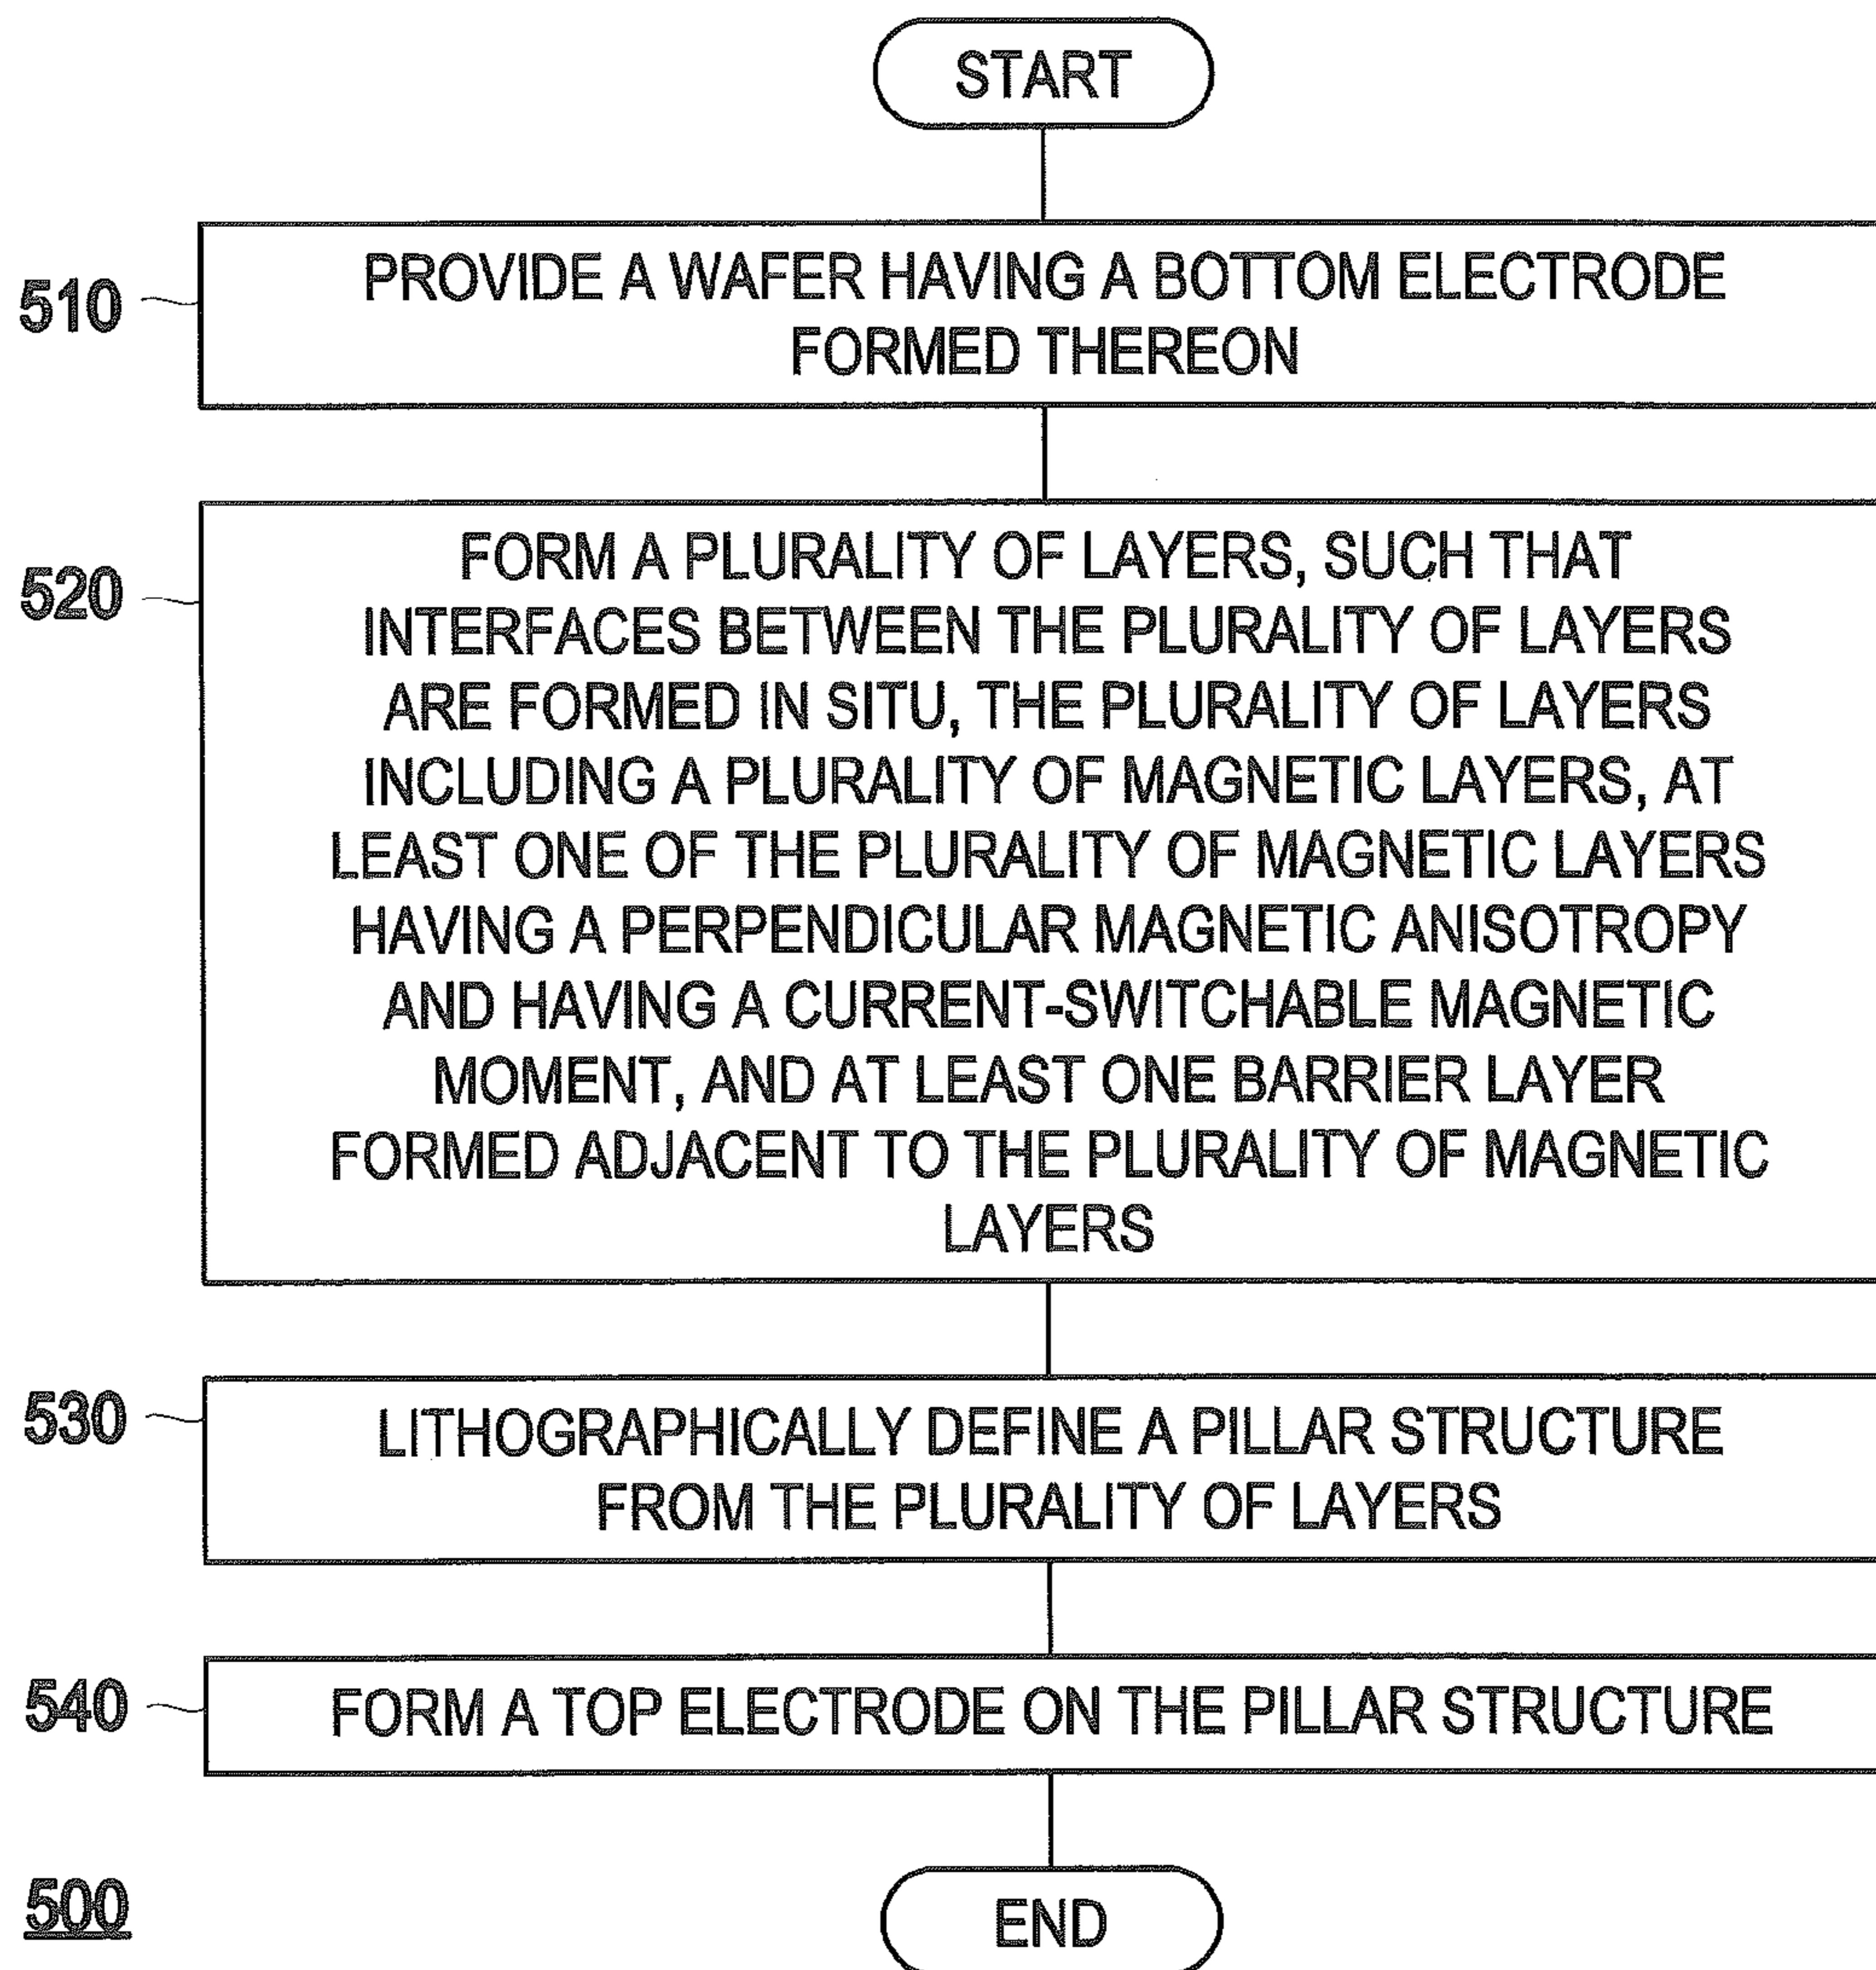 START
510
PROVIDE A WAFER HAVING A BOTTOM ELECTRODE
FORMED THEREON
520
FORM A PLURALITY OF LAYERS, SUCH THAT
INTERFACES BETWEEN THE PLURALITY OF LAYERS
ARE FORMED IN SITU, THE PLURALITY OF LAYERS
INCLUDING A PLURALITY OF MAGNETIC LAYERS, AT
LEAST ONE OF THE PLURALITY OF MAGNETIC LAYERS
HAVING A PERPENDICULAR MAGNETIC ANISOTROPY
AND HAVING A CURRENT-SWITCHABLE MAGNETIC
MOMENT, AND AT LEAST ONE BARRIER LAYER
FORMED ADJACENT TO THE PLURALITY OF MAGNETIC
LAYERS
530
LITHOGRAPHICALLY DEFINE A PILLAR STRUCTURE
FROM THE PLURALITY OF LAYERS
540
FORM A TOP ELECTRODE ON THE PILLAR STRUCTURE
500
END